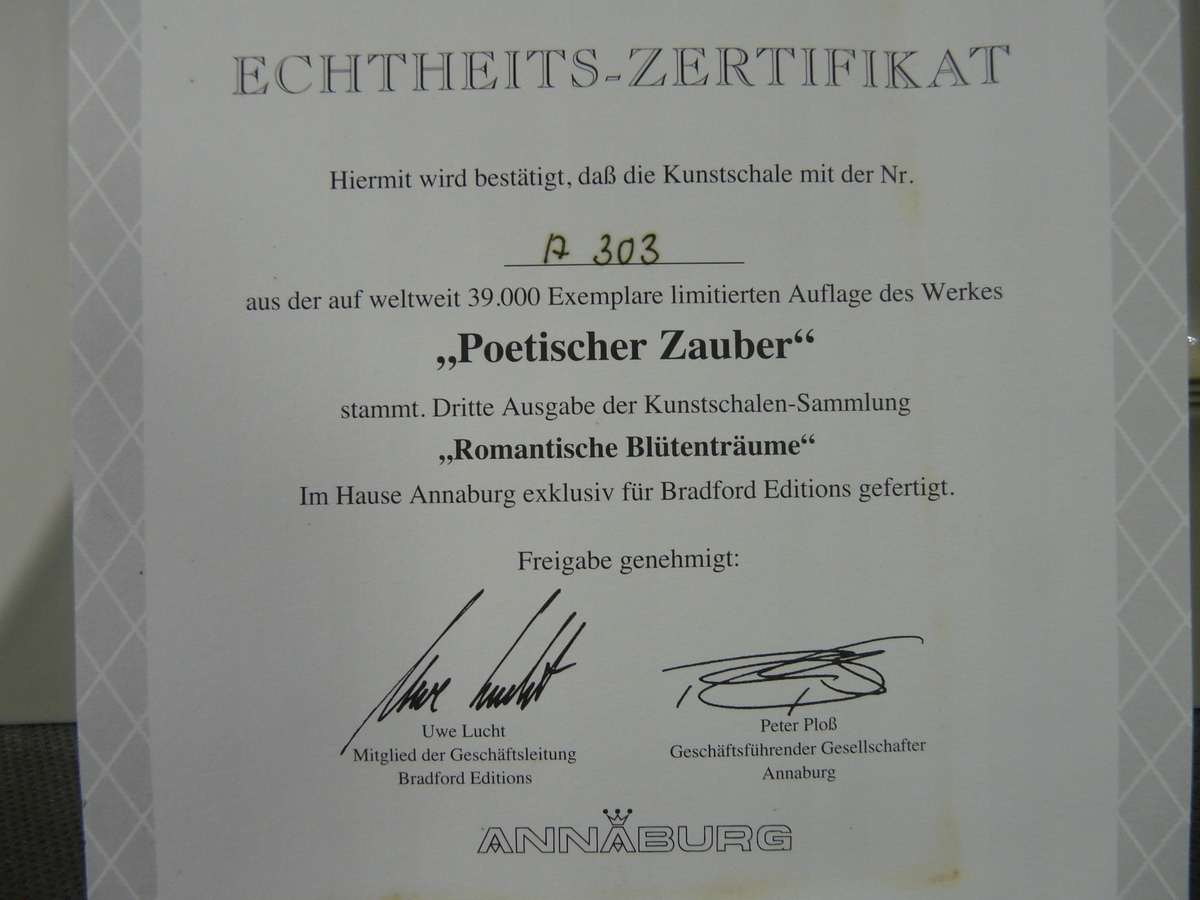 ECHTHEITS-ZERTIFIKAT
Hiermit wird bestätigt, daß die Kunstschale mit der Nr.
A 303
aus der auf weltweit 39.000 Exemplare limitierten Auflage des Werkes
„Poetischer Zauber“
stammt. Dritte Ausgabe der Kunstschalen-Sammlung
„Romantische Blütenträume“
Im Hause Annaburg exklusiv für Bradford Editions gefertigt.
Freigabe genehmigt:
Uwe Lucht
Uwe Lucht
Mitglied der Geschäftsleitung
Bradford Editions
Peter Ploß
Geschäftsführender Gesellschafter
Annaburg
ANNABURG